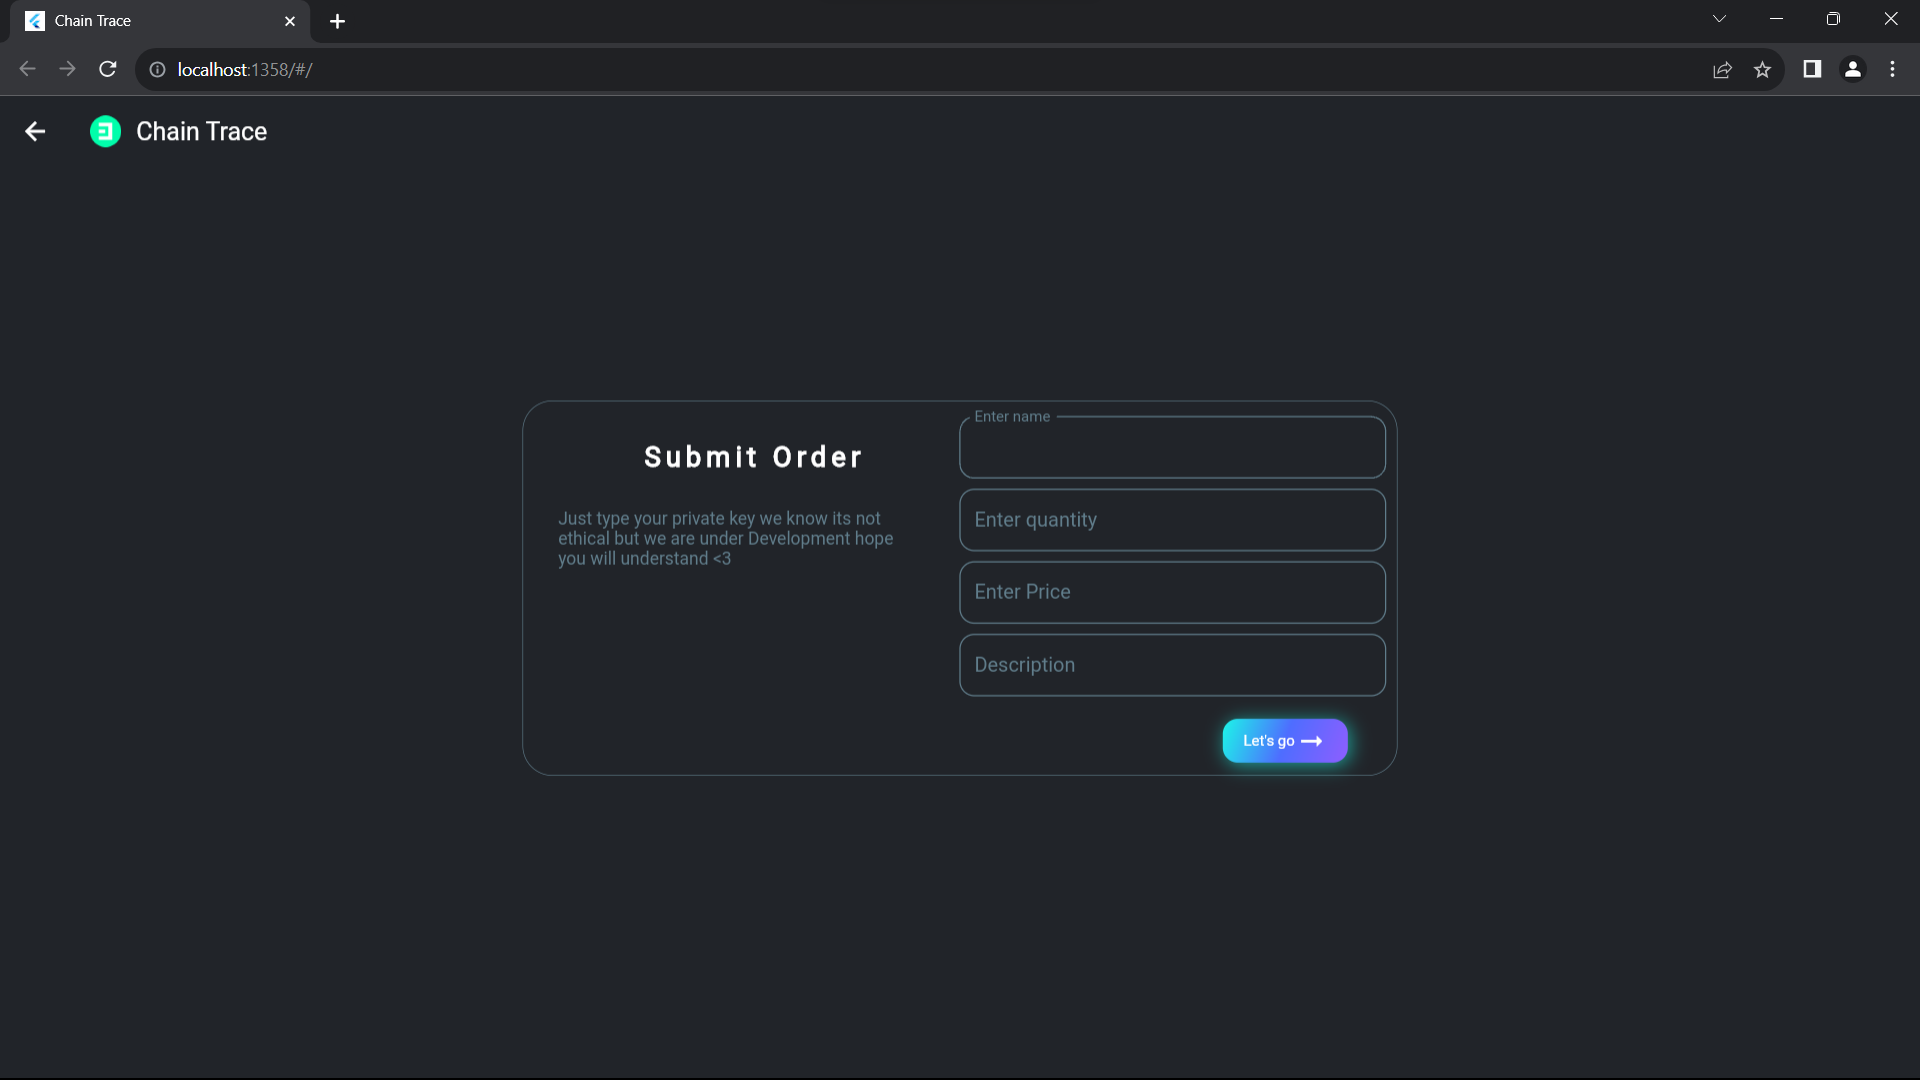 Chain Trace
localhost:1358/#/
Chain Trace
Submit Order
Just type your private key we know its not
ethical but we are under Development hope
you will understand <3
Enter name
Enter quantity
Enter Price
Description
Let's go